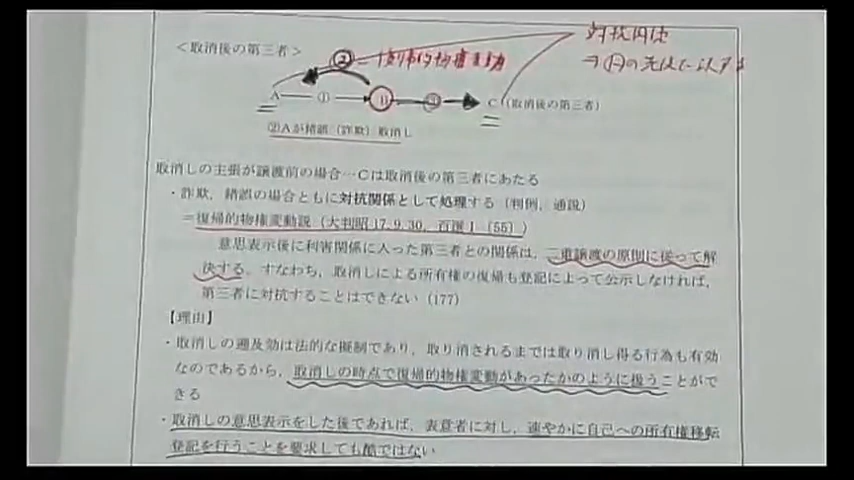 <取消後の第三者>
② = 復帰的物権変動
対抗関係
A ① B ③ C(取消後の第三者)
②Aが錯誤(詐欺)取消し
取消しの主張が譲渡前の場合…Cは取消後の第三者にあたる
・詐欺、錯誤の場合ともに対抗関係として処理する(判例、通説)
=復帰的物権変動説(大判昭17.9.30、百選Ⅰ(55))
意思表示後に利害関係に入った第三者との関係は、二重譲渡の原則に従って解
決する。すなわち、取消しによる所有権の復帰も登記によって公示しなければ、
第三者に対抗することはできない(177)
【理由】
・取消しの遡及効は法的な擬制であり、取り消されるまでは取り消し得る行為も有効
なのであるから、取消しの時点で復帰的物権変動があったかのように扱うことがで
きる
・取消しの意思表示をした後であれば、表意者に対し、速やかに自己への所有権移転
登記を行うことを要求しても酷ではない